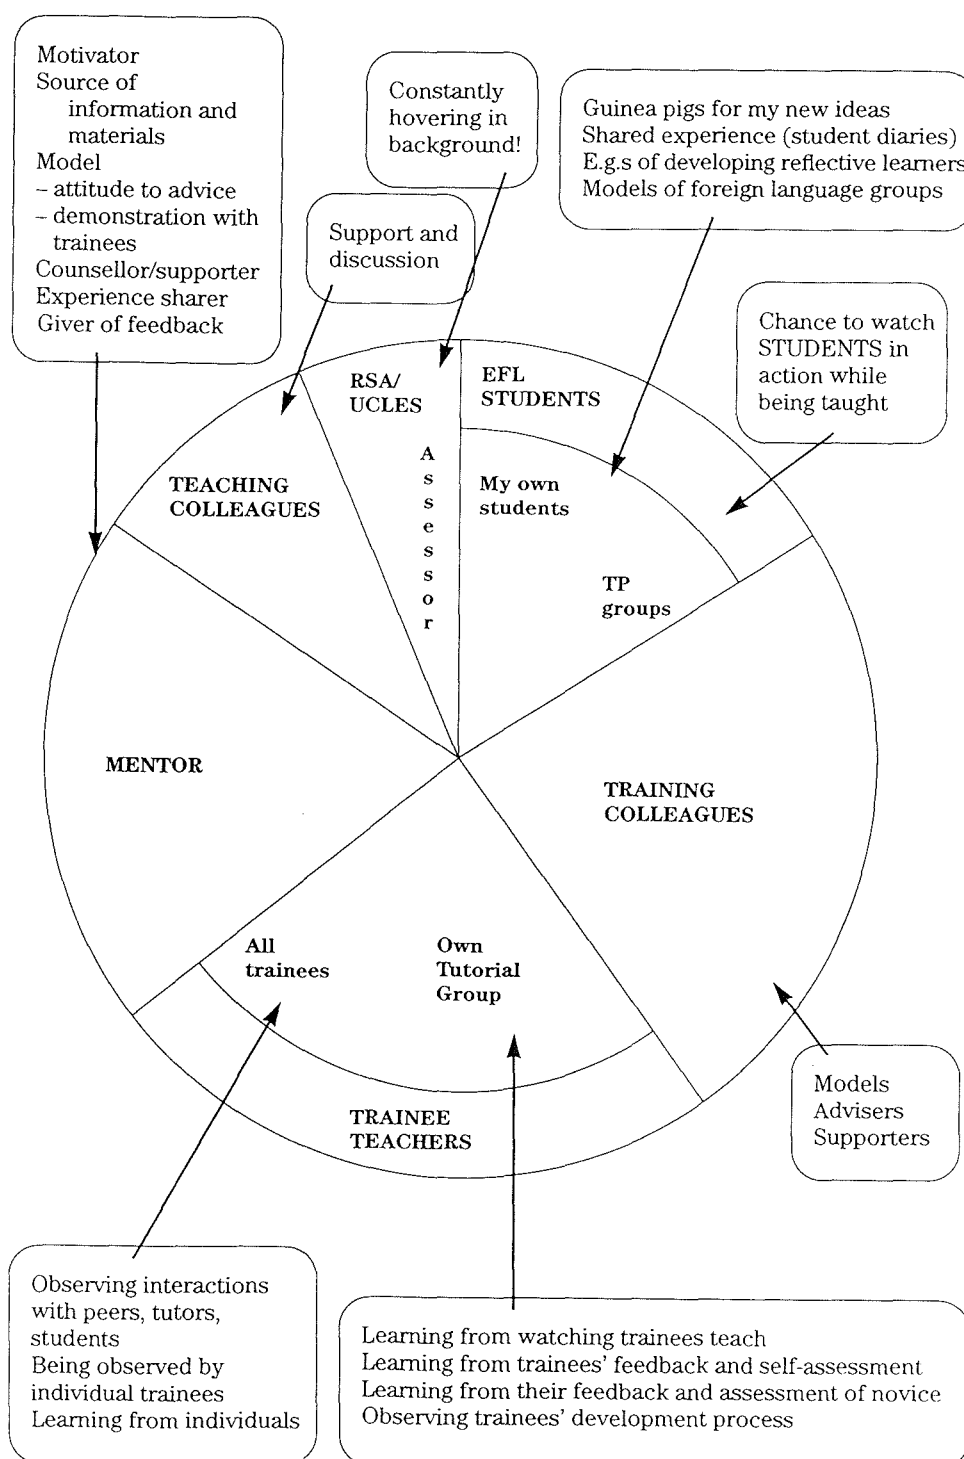 Motivator
Source of
information and
materials
Model
– attitude to advice
– demonstration with
trainees
Counsellor/supporter
Experience sharer
Giver of feedback
Constantly
hovering in
background!
Guinea pigs for my new ideas
Shared experience (student diaries)
E.g.s of developing reflective learners
Models of foreign language groups
Support and
discussion
Chance to watch
STUDENTS in
action while
being taught
RSA/
UCLES
Assessor
EFL
STUDENTS
TEACHING
COLLEAGUES
My own
students
TP
groups
MENTOR
TRAINING
COLLEAGUES
All
trainees
Own
Tutorial
Group
TRAINEE
TEACHERS
Models
Advisers
Supporters
Observing interactions
with peers, tutors,
students
Being observed by
individual trainees
Learning from individuals
Learning from watching trainees teach
Learning from trainees' feedback and self-assessment
Learning from their feedback and assessment of novice
Observing trainees' development process